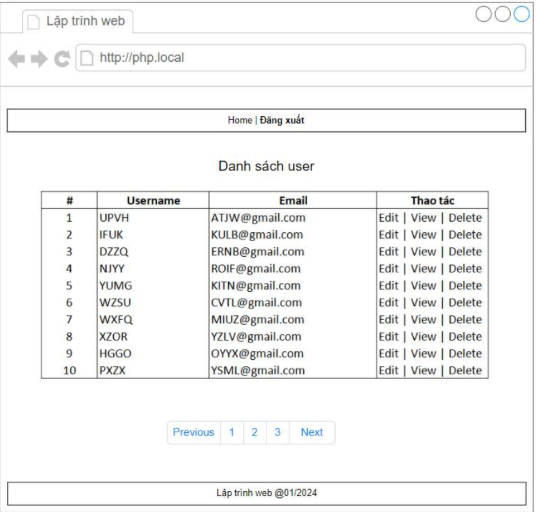 Lập trình web
http://php.local
Home | Đăng xuất
Danh sách user
# Username Email Thao tác
1 UPVH ATJW@gmail.com Edit | View | Delete
2 IFUK KULB@gmail.com Edit | View | Delete
3 DZZQ ERNB@gmail.com Edit | View | Delete
4 NJYY ROIF@gmail.com Edit | View | Delete
5 YUMG KITN@gmail.com Edit | View | Delete
6 WZSU CVTL@gmail.com Edit | View | Delete
7 WXFQ MIUZ@gmail.com Edit | View | Delete
8 XZOR YZLV@gmail.com Edit | View | Delete
9 HGGO OYYX@gmail.com Edit | View | Delete
10 PXZX YSML@gmail.com Edit | View | Delete
Previous 1 2 3 Next
Lập trình web @01/2024